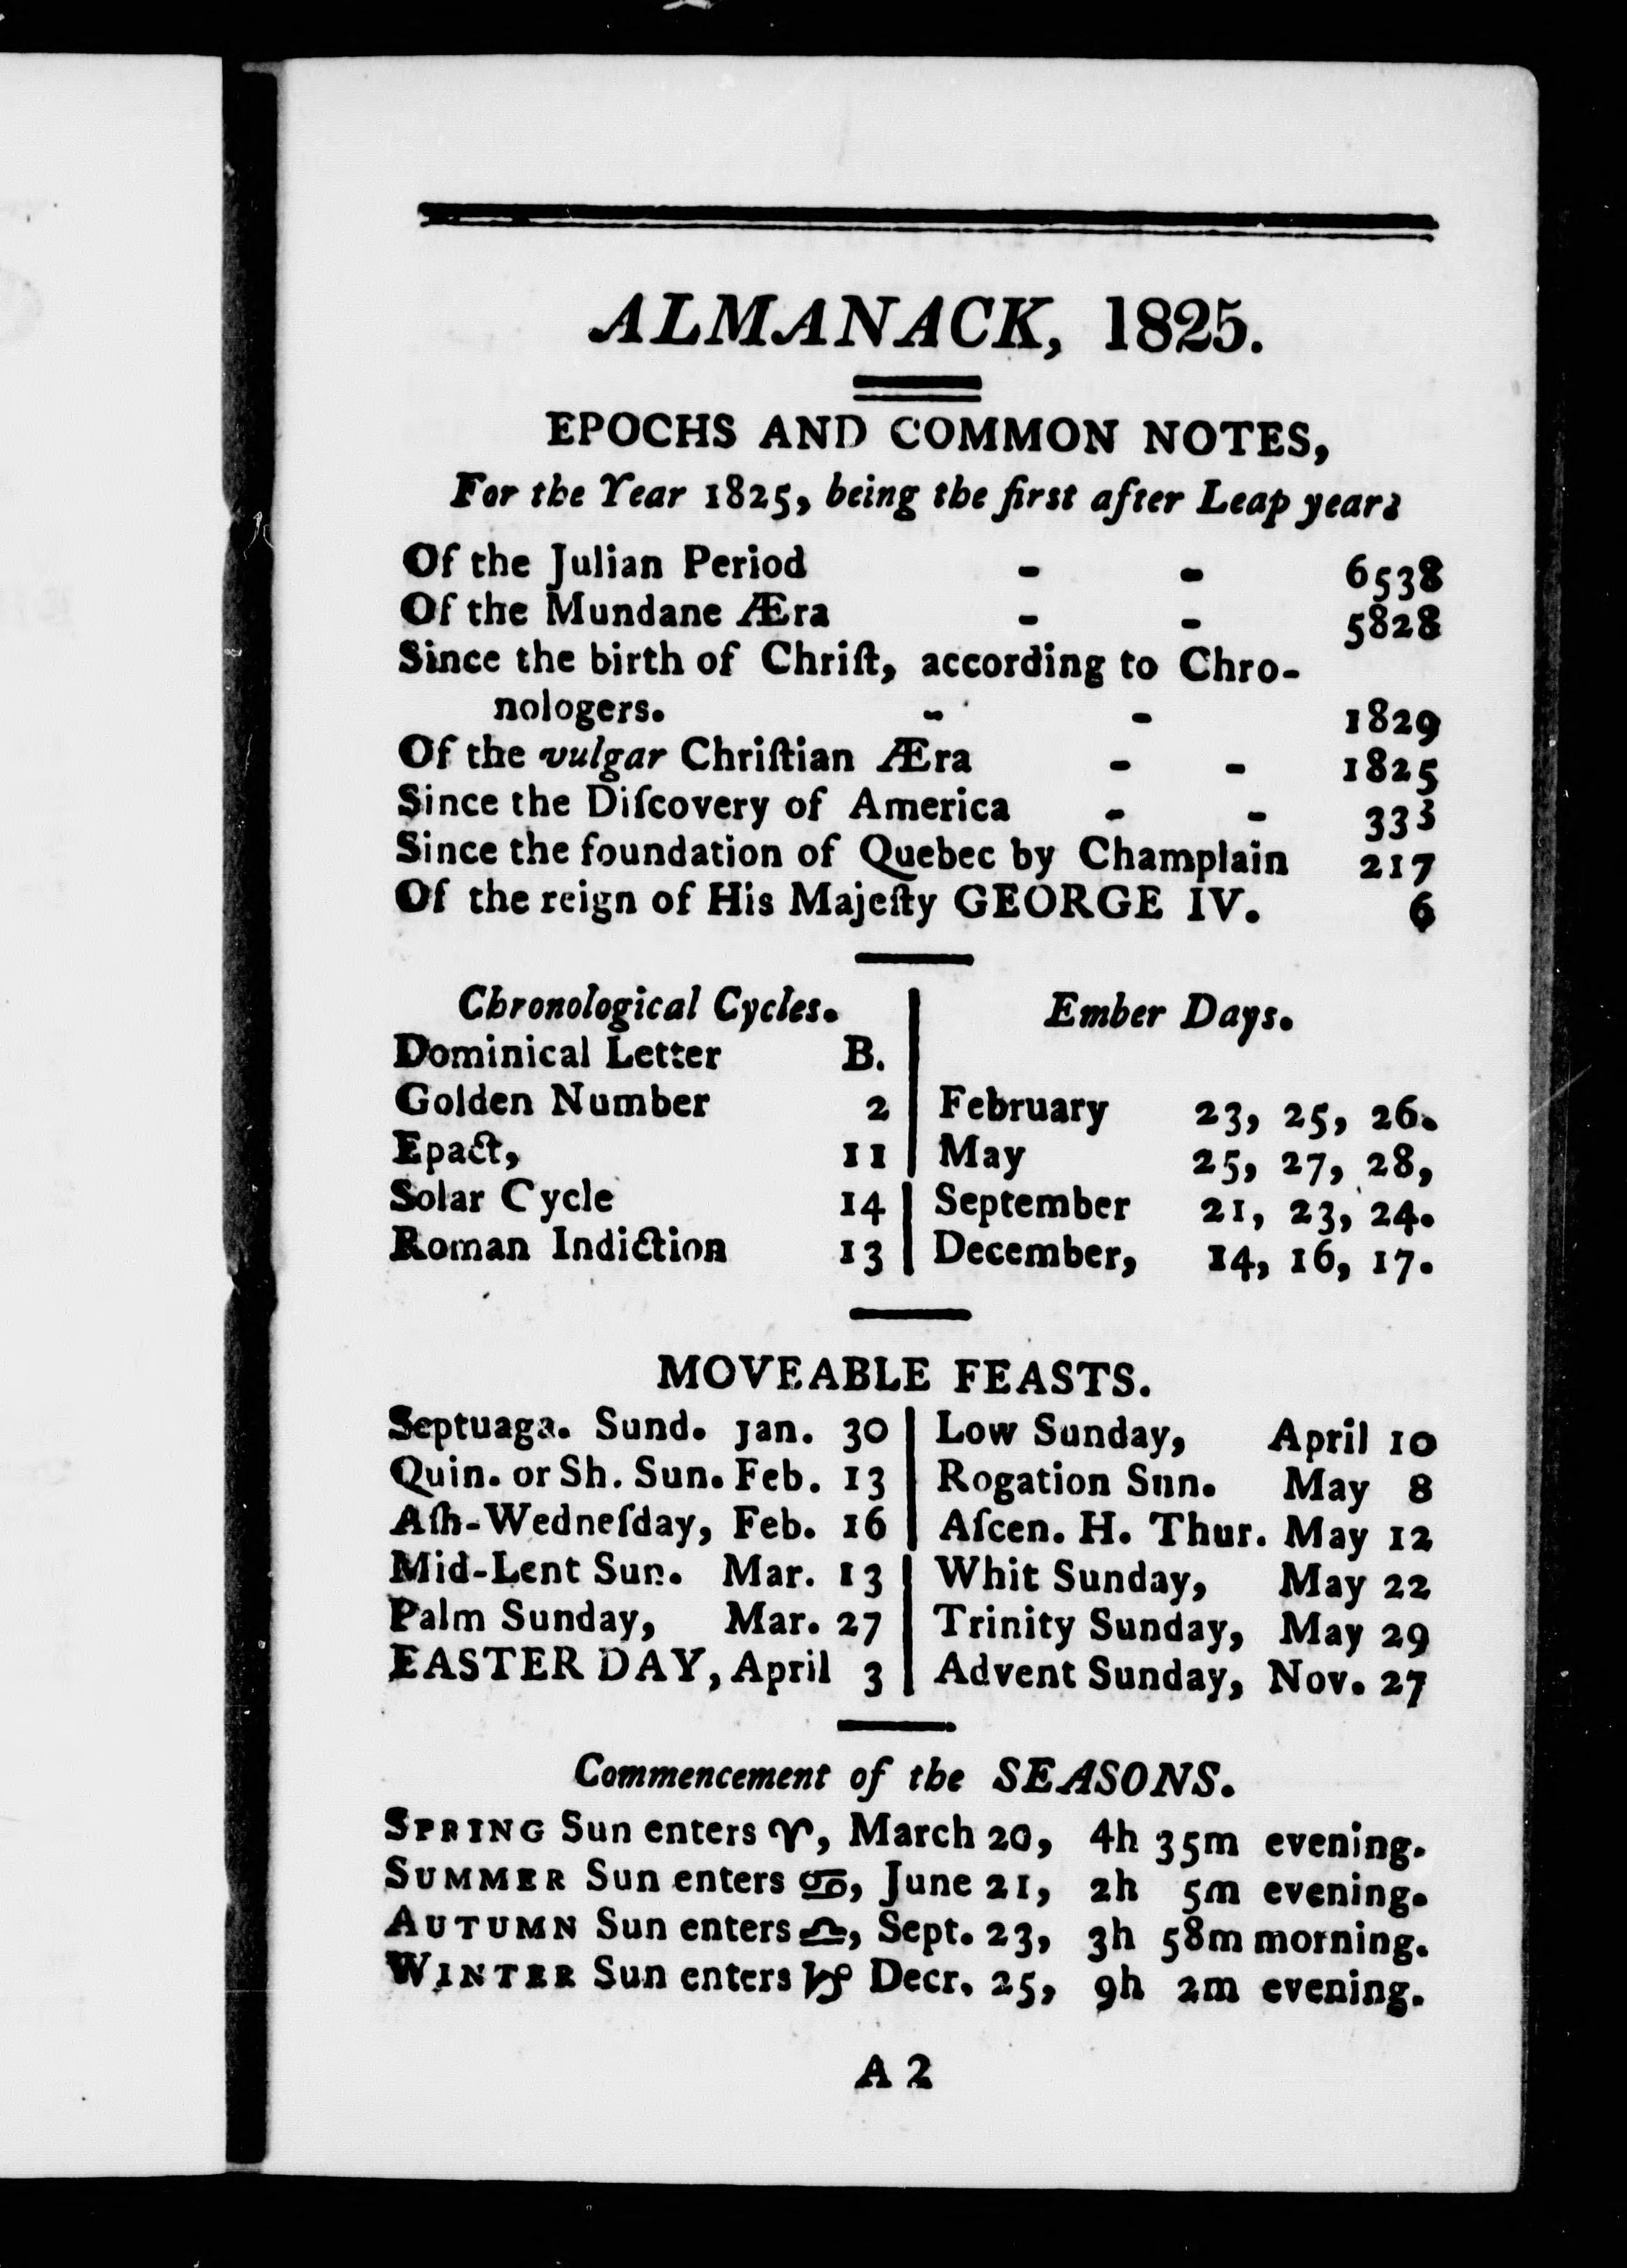 ALMANACK, 1825.
EPOCHS AND COMMON NOTES,
For the Year 1825, being the first after Leap year:
Of the Julian Period - - 6538
Of the Mundane Æra - - 5828
Since the birth of Chriſt, according to Chro-
nologers. - - 1829
Of the vulgar Chriſtian Æra - - 1825
Since the Diſcovery of America - - 333
Since the foundation of Quebec by Champlain 217
Of the reign of His Majeſty GEORGE IV. 6
Chronological Cycles.
Dominical Letter B.
Golden Number 2
Epact, 11
Solar Cycle 14
Roman Indiction 13
Ember Days.
February 23, 25, 26.
May 25, 27, 28,
September 21, 23, 24.
December, 14, 16, 17.
MOVEABLE FEASTS.
Septuaga. Sund. Jan. 30
Quin. or Sh. Sun. Feb. 13
Aſh-Wedneſday, Feb. 16
Mid-Lent Sun. Mar. 13
Palm Sunday, Mar. 27
EASTER DAY, April 3
Low Sunday, April 10
Rogation Sun. May 8
Aſcen. H. Thur. May 12
Whit Sunday, May 22
Trinity Sunday, May 29
Advent Sunday, Nov. 27
Commencement of the SEASONS.
SPRING Sun enters ♈, March 20, 4h 35m evening.
SUMMER Sun enters ♋, June 21, 2h 5m evening.
AUTUMN Sun enters ♎, Sept. 23, 3h 58m morning.
WINTER Sun enters ♑ Decr. 25, 9h 2m evening.
A 2